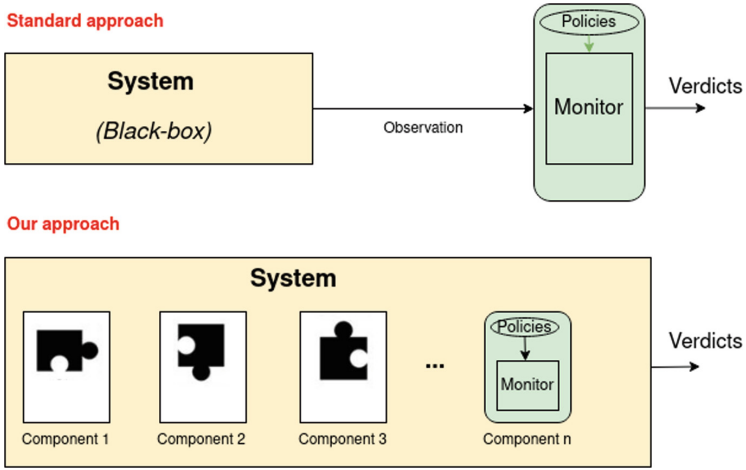 Standard approach
Policies
System
(Black-box)
Observation
Monitor
Verdicts
Our approach
System
Policies
Monitor
...
Verdicts
Component 1
Component 2
Component 3
Component n